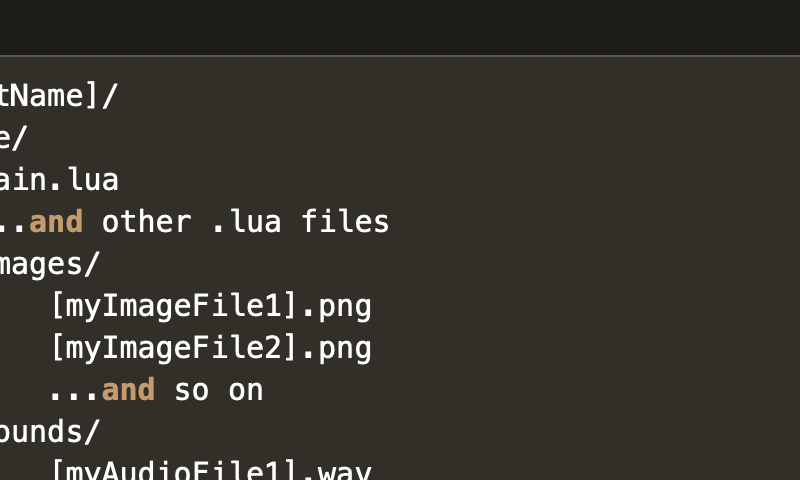 tName]/
e/
ain.lua
..and other .lua files
mages/
[myImageFile1].png
[myImageFile2].png
...and so on
ounds/
[myAudioFile1].wav